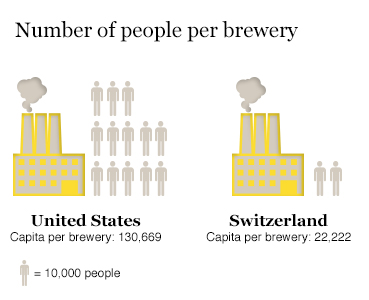 Number of people per brewery
United States
Capita per brewery: 130,669
Switzerland
Capita per brewery: 22,222
= 10,000 people